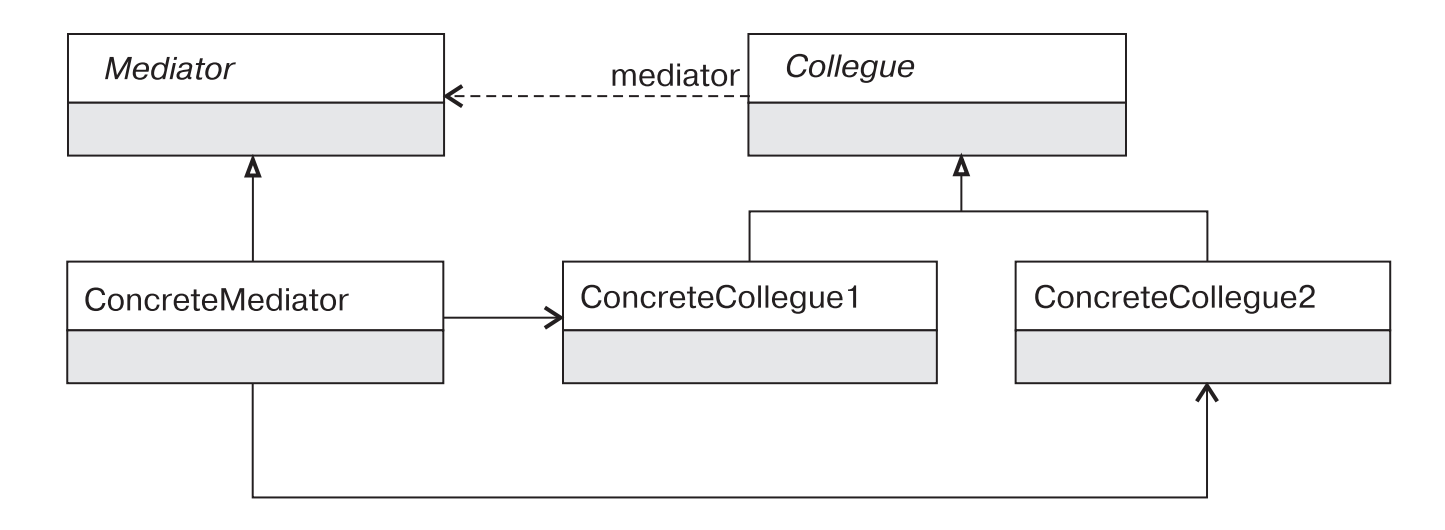 Mediator
mediator
Collegue
ConcreteMediator
ConcreteCollegue1
ConcreteCollegue2